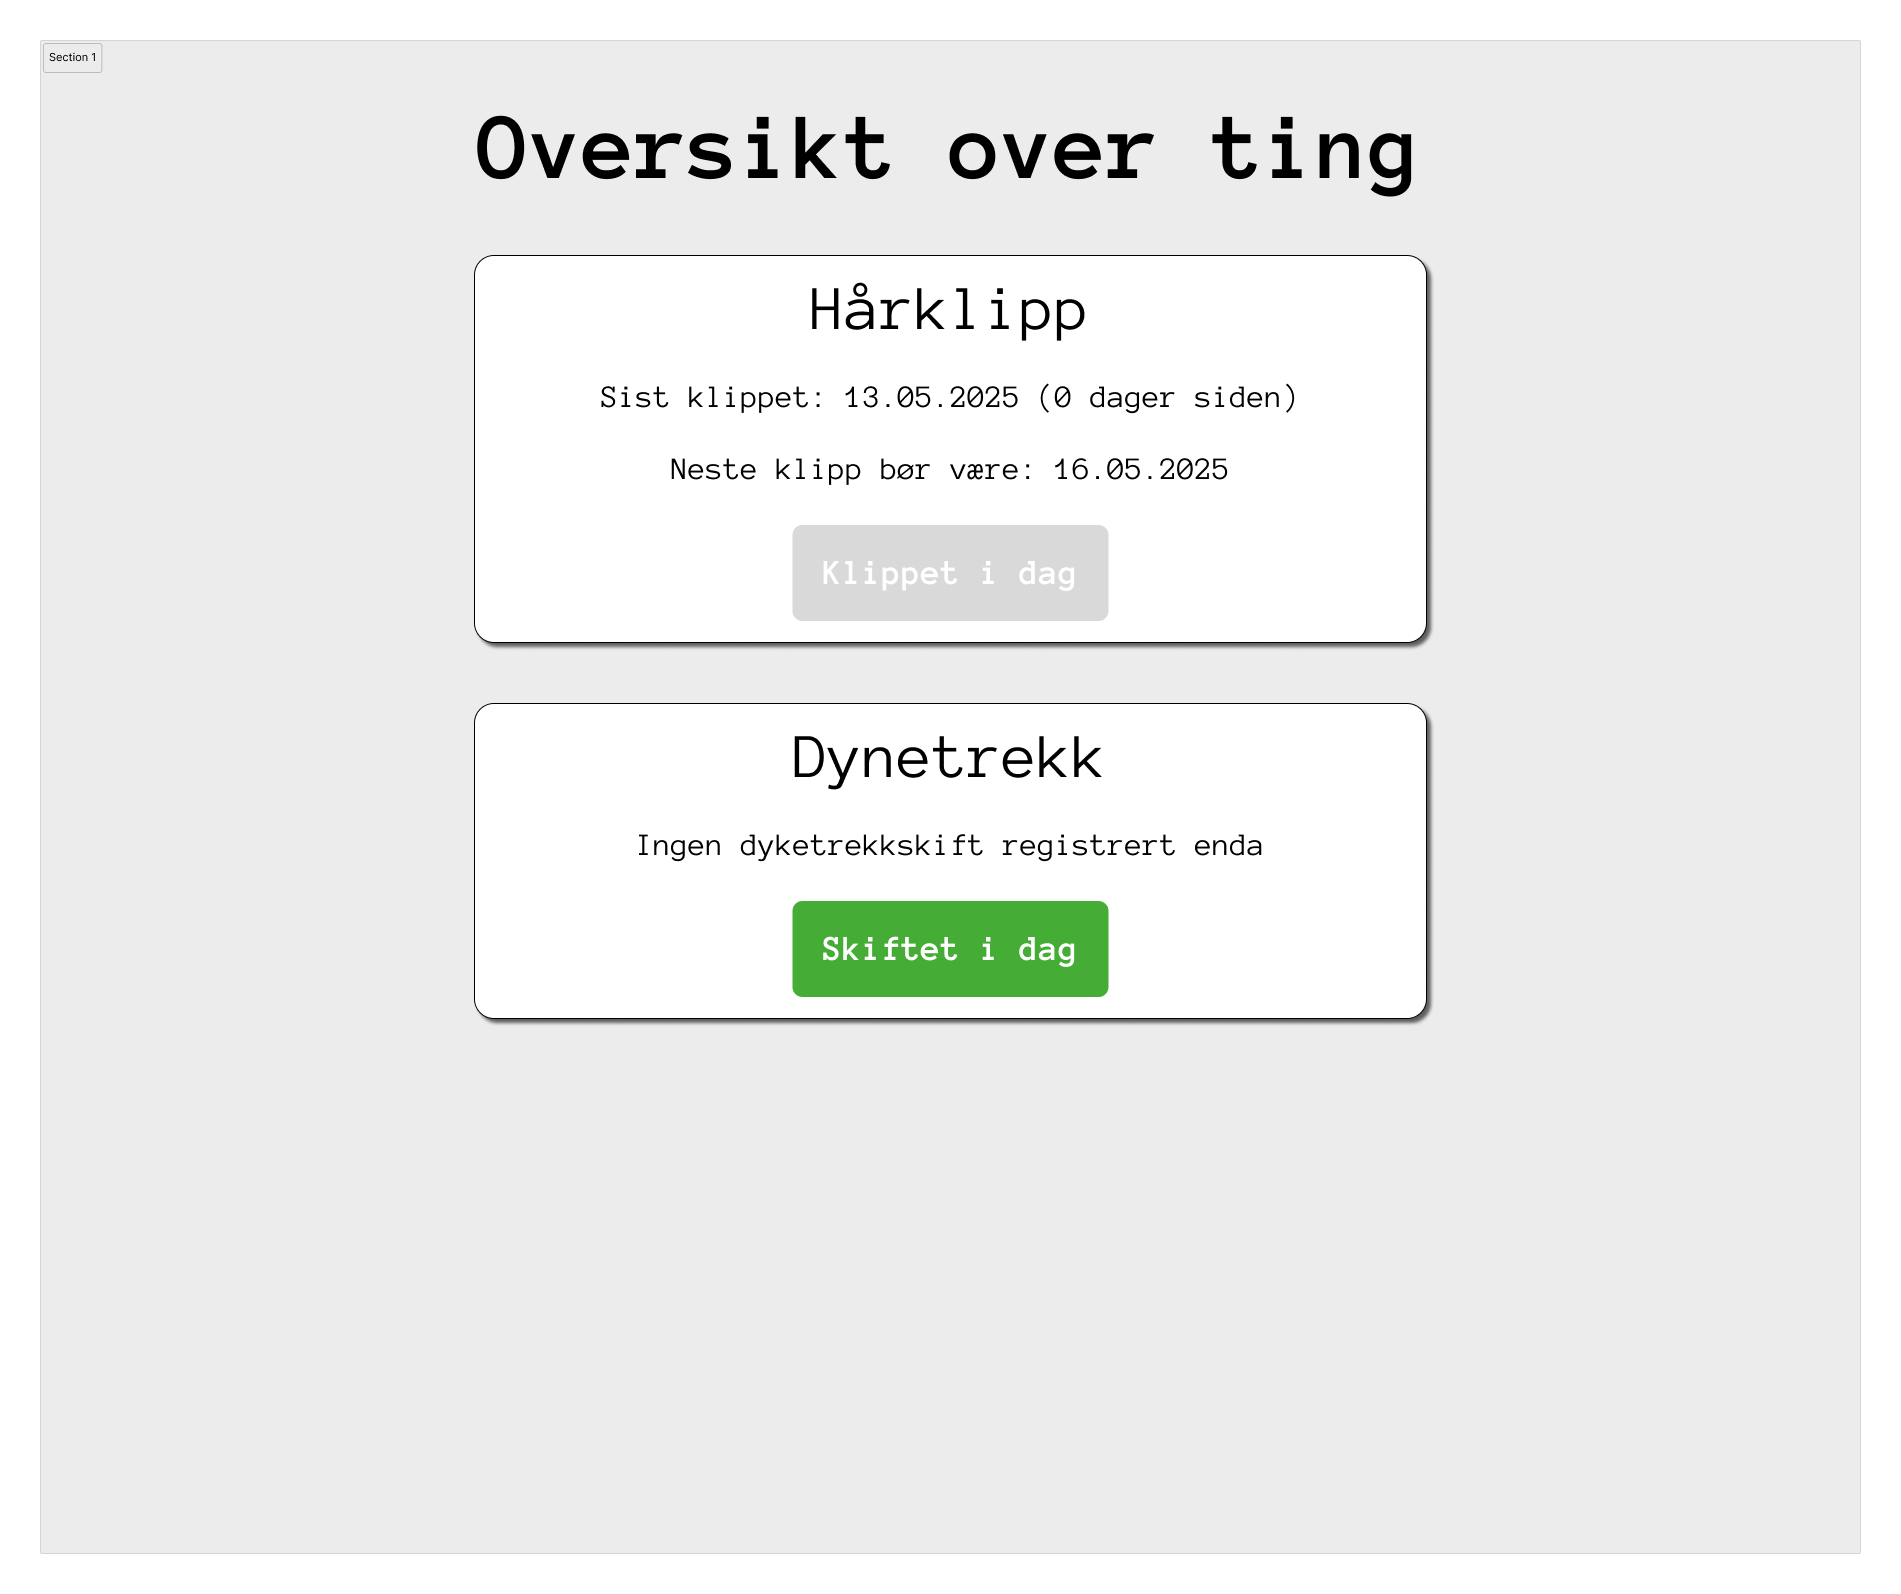 Section 1
Oversikt over ting
Hårklipp
Sist klippet: 13.05.2025 (0 dager siden)
Neste klipp bør være: 16.05.2025
Klippet i dag
Dynetrekk
Ingen dyketrekkskift registrert enda
Skiftet i dag